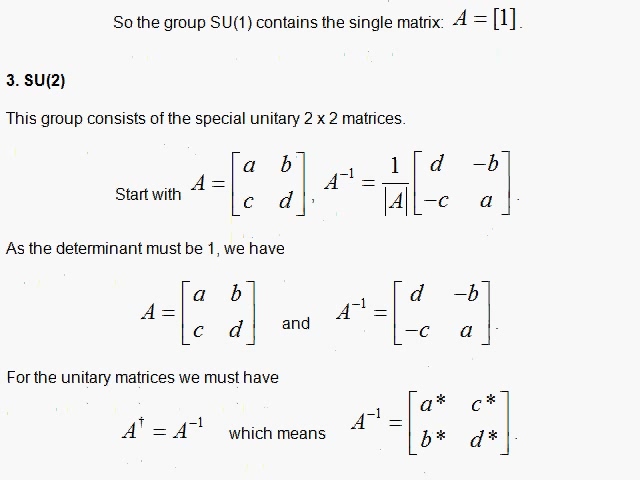 So the group SU(1) contains the single matrix: A = [1].
3. SU(2)
This group consists of the special unitary 2 x 2 matrices.
Start with A = [a b; c d], A⁻¹ = 1/|A| [d −b; −c a].
As the determinant must be 1, we have
A = [a b; c d] and A⁻¹ = [d −b; −c a].
For the unitary matrices we must have
A† = A⁻¹ which means A⁻¹ = [a* c*; b* d*].